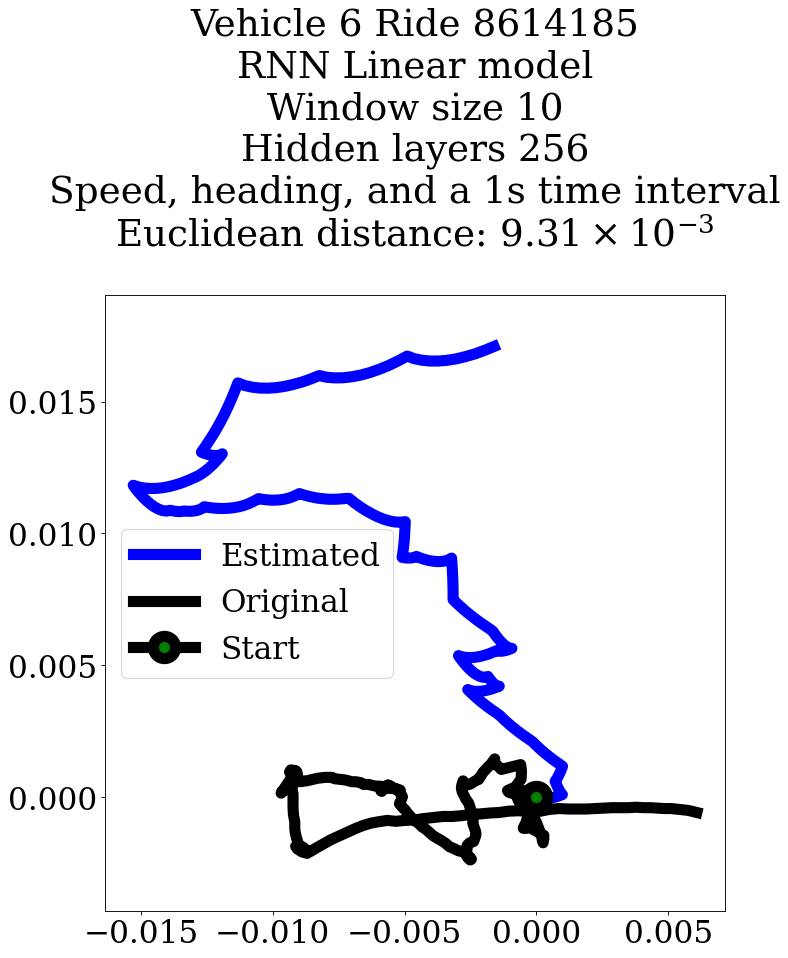 Vehicle 6 Ride 8614185
RNN Linear model
Window size 10
Hidden layers 256
Speed, heading, and a 1s time interval
Euclidean distance: 9.31 × 10⁻³
0.015
0.010
0.005
0.000
Estimated
Original
Start
−0.015 −0.010 −0.005 0.000 0.005